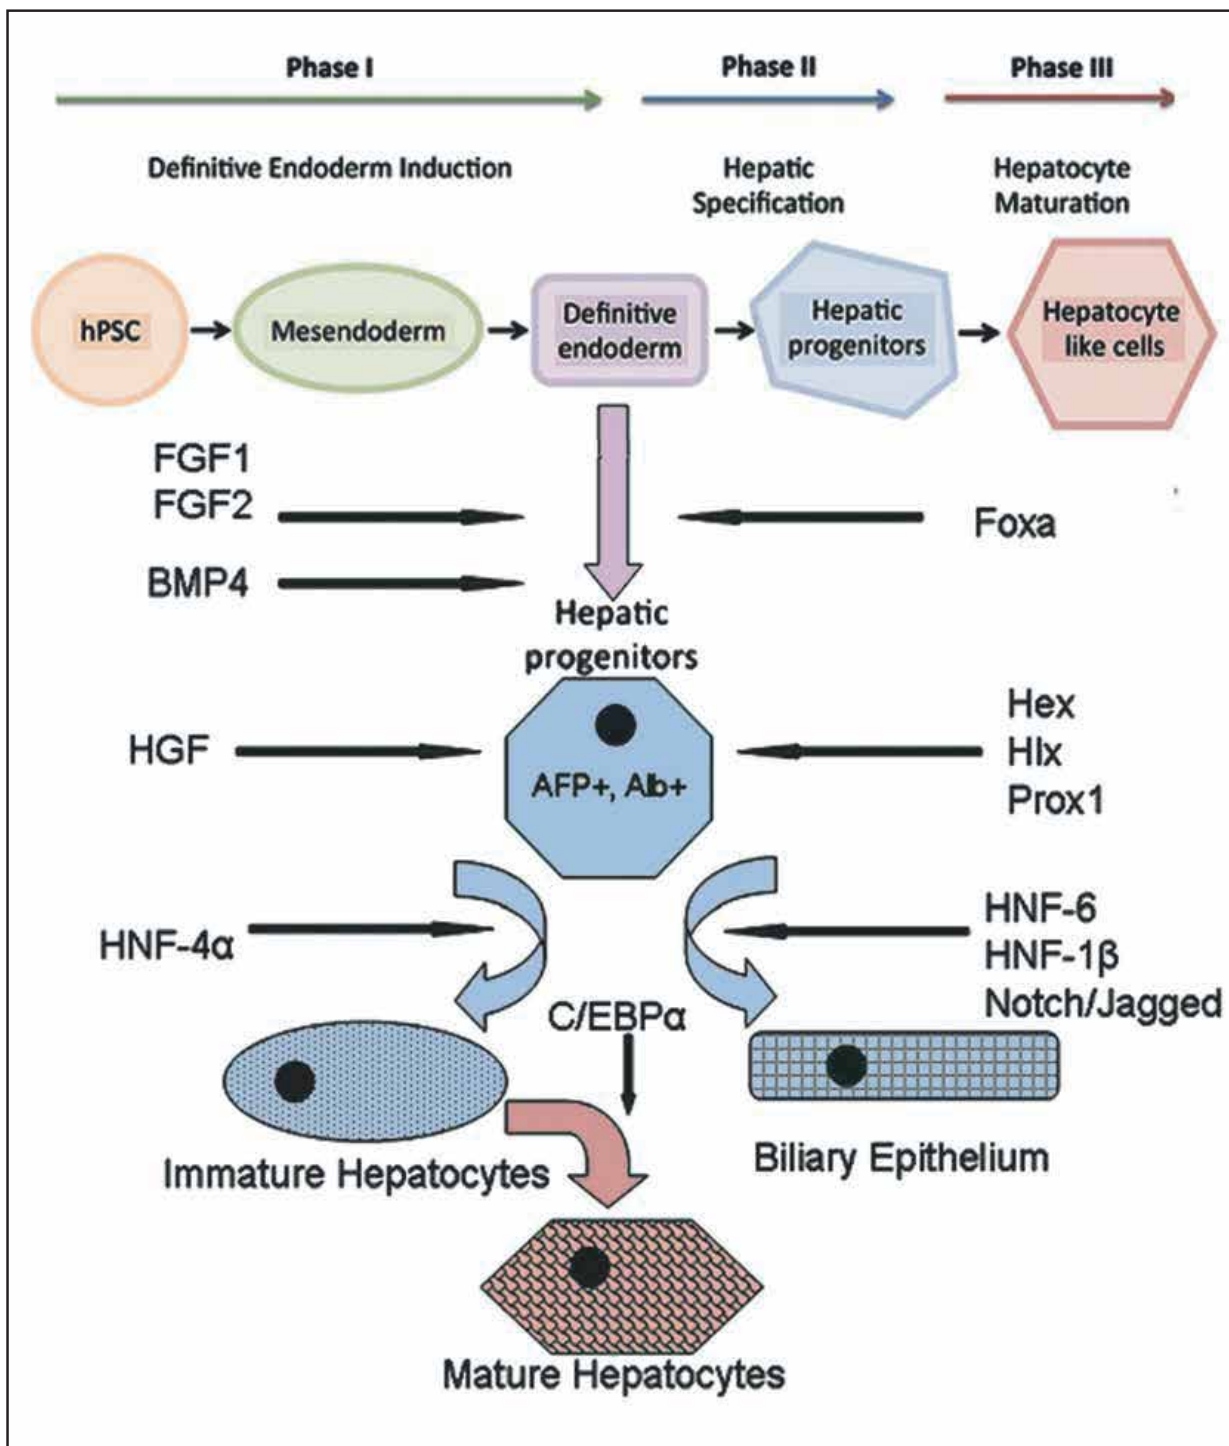 Phase I
Phase II
Phase III
Definitive Endoderm Induction
Hepatic
Specification
Hepatocyte
Maturation
hPSC
Mesendoderm
Definitive
endoderm
Hepatic
progenitors
Hepatocyte
like cells
FGF1
FGF2
BMP4
Foxa
Hepatic
progenitors
AFP+, Alb+
HGF
Hex
Hlx
Prox1
HNF-4α
HNF-6
HNF-1β
Notch/Jagged
C/EBPα
Immature Hepatocytes
Biliary Epithelium
Mature Hepatocytes